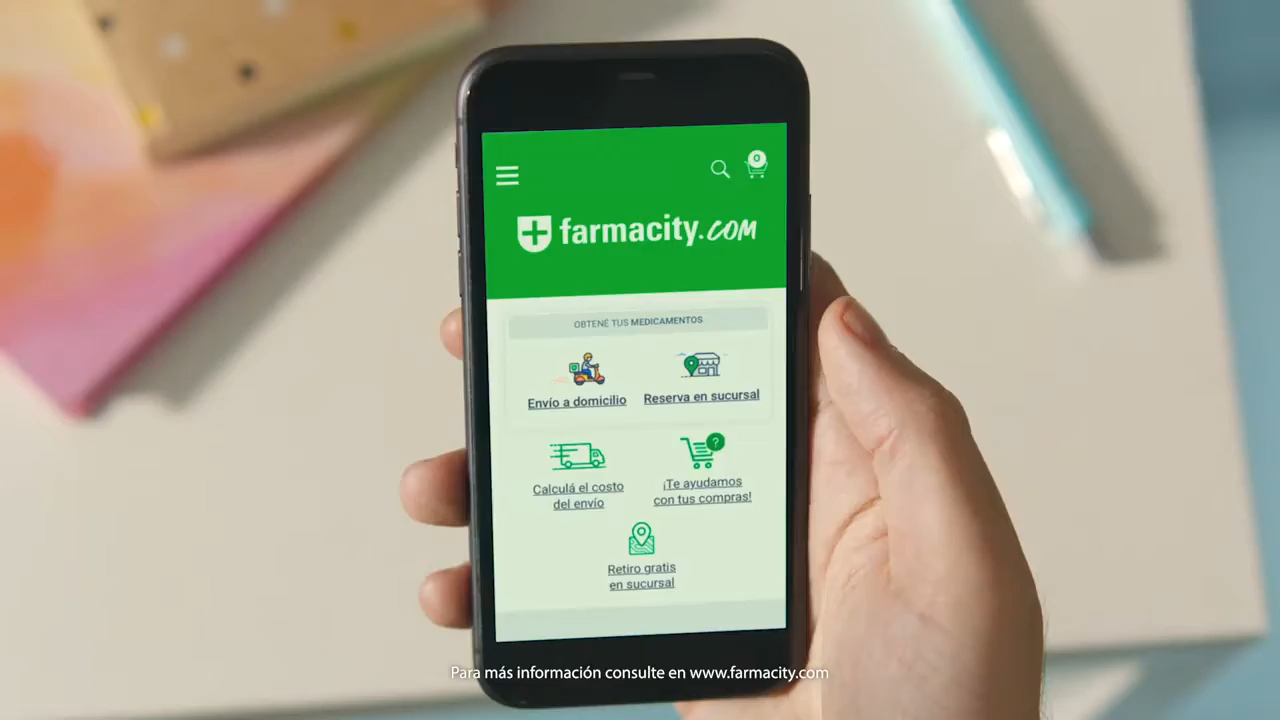 0
farmacity.com
OBTENÉ TUS MEDICAMENTOS
Envío a domicilio
Reserva en sucursal
?
Calculá el costo
del envío
¡Te ayudamos
con tus compras!
Retiro gratis
en sucursal
Para más información consulte en www.farmacity.com